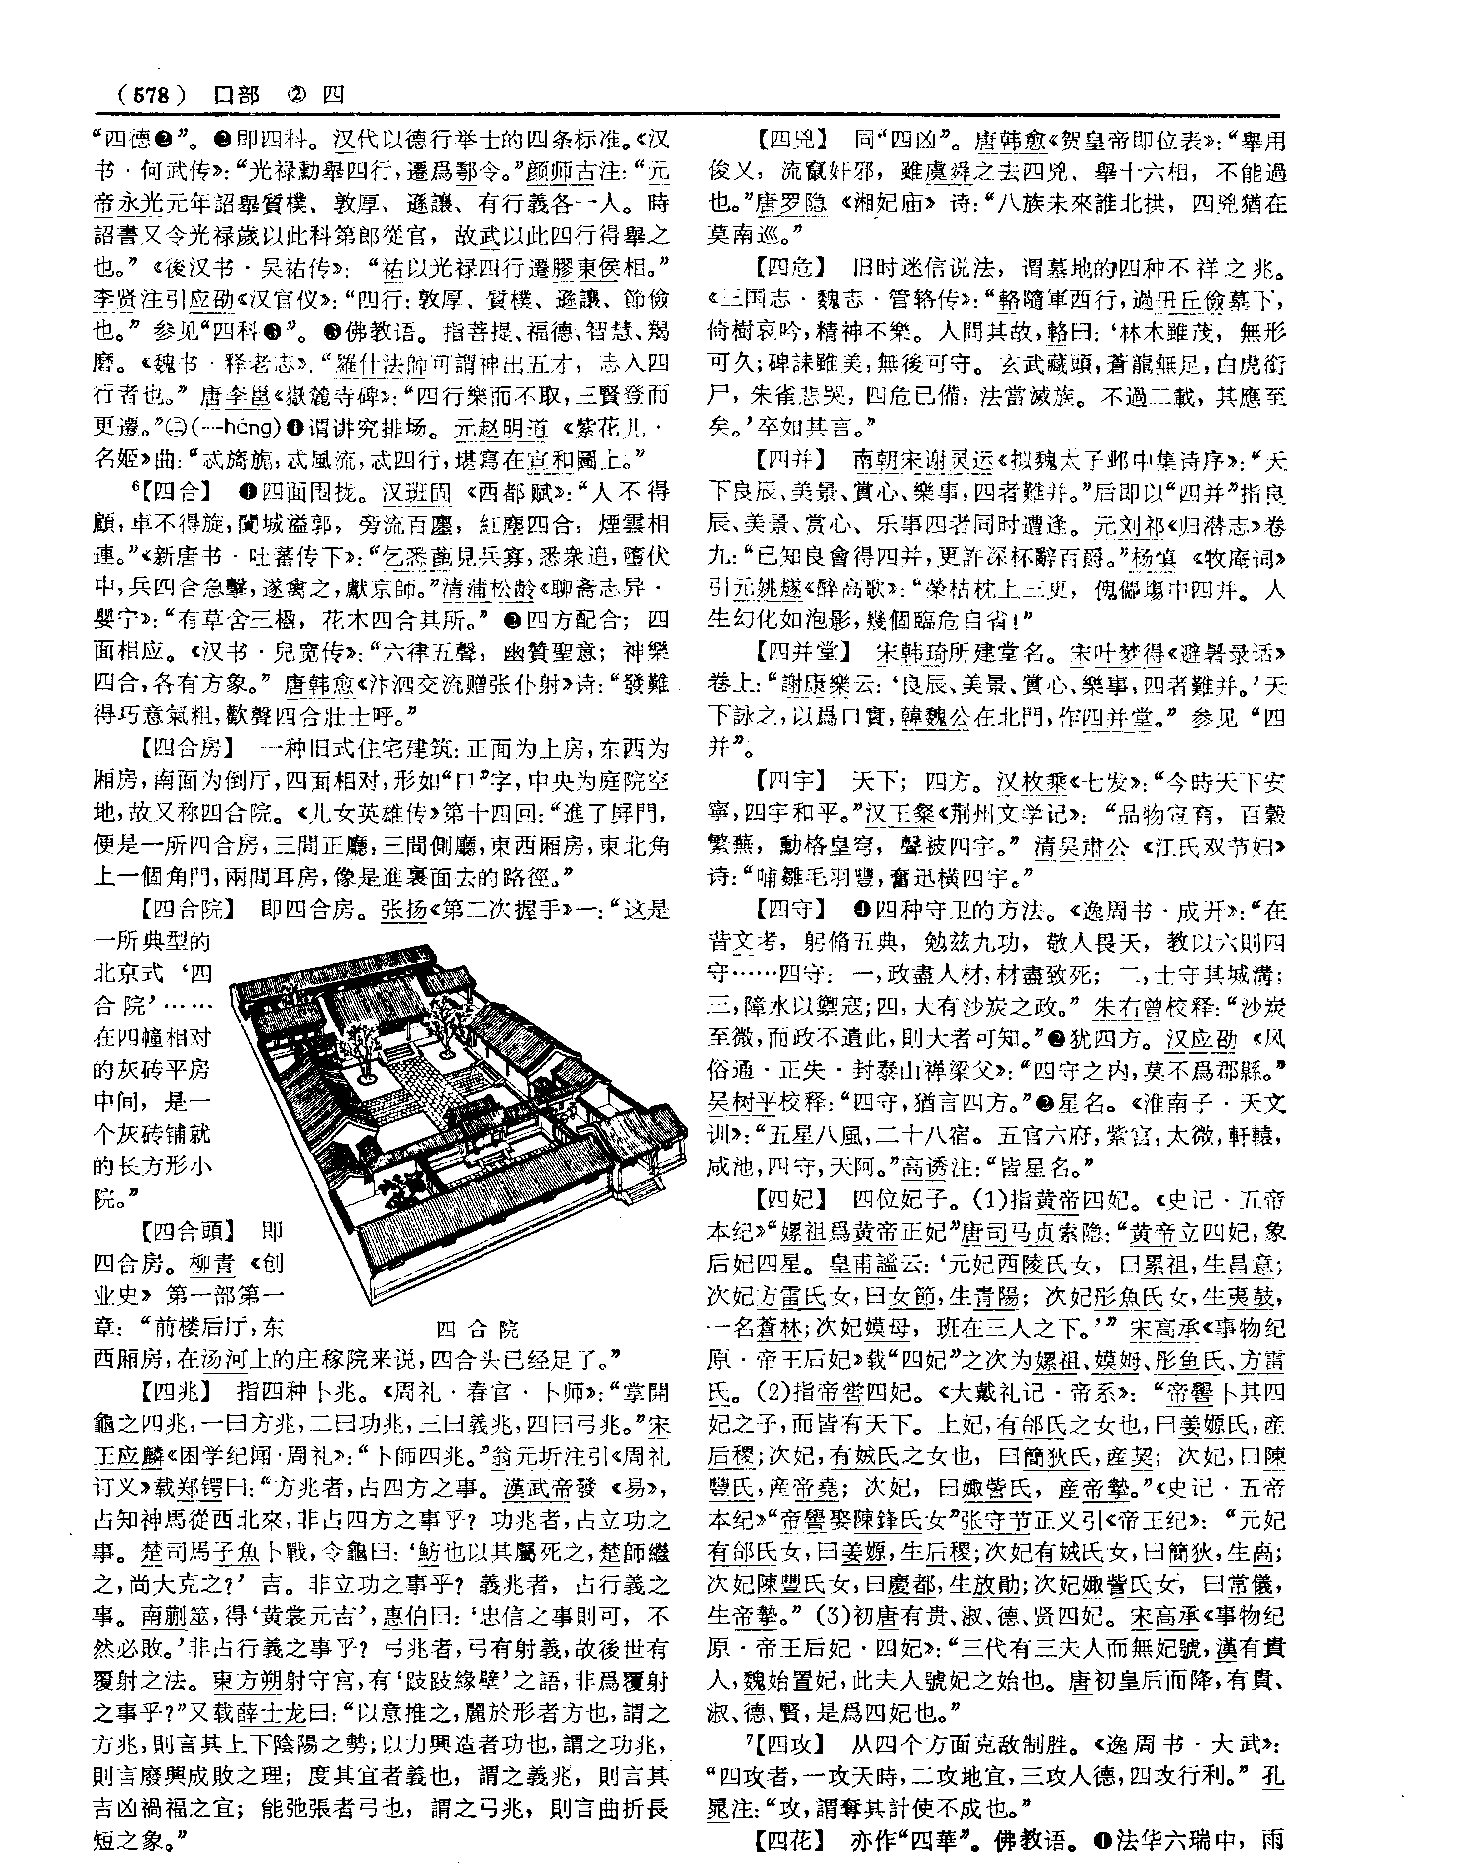 (578) 口部 ② 四
“四德❷”。❷即四科。汉代以德行举士的四条标准。《汉
书·何武传》：“光禄勳舉四行，遷爲鄠令。”颜师古注：“元
帝永光元年詔舉質樸、敦厚、遜讓、有行義各一人。時
詔書又令光禄歲以此科第郎從官，故武以此四行得舉之
也。”《後汉书·吴祐传》：“祐以光禄四行遷膠東侯相。”
李贤注引应劭《汉官仪》：“四行：敦厚、質樸、遜讓、節儉
也。”参见“四科❸”。❸佛教语。指菩提、福德、智慧、羯
磨。《魏书·释老志》：“羅什法師可謂神出五才，志入四
行者也。”唐李邕《嶽麓寺碑》：“四行樂而不取，三賢登而
更遷。”㊁(—háng)❶谓讲究排场。元赵明道《紫花儿·
名姬》曲：“忒旖旎，忒風流，忒四行，堪寫在宣和圖上。”
⁶【四合】 ❶四面围拢。汉班固《西都赋》：“人不得
顧，車不得旋，闐城溢郭，旁流百廛，紅塵四合，煙雲相
連。”《新唐书·吐蕃传下》：“乞悉蓖見兵寡，悉衆追，墮伏
中，兵四合急擊，遂禽之，獻京師。”清蒲松龄《聊斋志异·
婴宁》：“有草舍三楹，花木四合其所。”❷四方配合；四
面相应。《汉书·兒宽传》：“六律五聲，幽贊聖意；神樂
四合，各有方象。”唐韩愈《汴泗交流赠张仆射》诗：“發難
得巧意氣粗，歡聲四合壯士呼。”
【四合房】 一种旧式住宅建筑：正面为上房，东西为
厢房，南面为倒厅，四面相对，形如“口”字，中央为庭院空
地，故又称四合院。《儿女英雄传》第十四回：“進了屏門，
便是一所四合房，三間正廳，三間倒廳，東西廂房，東北角
上一個角門，兩間耳房，像是進裏面去的路徑。”
【四合院】 即四合房。张扬《第二次握手》一：“这是
一所典型的
北京式‘四
合院’……
在四幢相对
的灰砖平房
中间，是一
个灰砖铺就
的长方形小
院。”
【四合頭】 即
四合房。柳青《创
业史》第一部第一
章：“前楼后厅，东
四合院
西厢房，在汤河上的庄稼院来说，四合头已经足了。”
【四兆】 指四种卜兆。《周礼·春官·卜师》：“掌開
龜之四兆，一曰方兆，二曰功兆，三曰義兆，四曰弓兆。”宋
王应麟《困学纪闻·周礼》：“卜師四兆。”翁元圻注引《周礼
订义》载郑锷曰：“方兆者，占四方之事。漢武帝發《易》，
占知神馬從西北來，非占四方之事乎？功兆者，占立功之
事。楚司馬子魚卜戰，令龜曰：‘魴也以其屬死之，楚師繼
之，尚大克之？’吉。非立功之事乎？義兆者，占行義之
事。南蒯筮，得‘黄裳元吉’，惠伯曰：‘忠信之事則可，不
然必敗。’非占行義之事乎？弓兆者，弓有射義，故後世有
覆射之法。東方朔射守宫，有‘跂跂緣壁’之語，非爲覆射
之事乎？”又载薛士龙曰：“以意推之，麗於形者方也，謂之
方兆，則言其上下陰陽之勢；以力興造者功也，謂之功兆，
則言廢興成敗之理；度其宜者義也，謂之義兆，則言其
吉凶禍福之宜；能弛張者弓也，謂之弓兆，則言曲折長
短之象。”
【四兇】 同“四凶”。唐韩愈《贺皇帝即位表》：“舉用
俊乂，流竄奸邪，雖虞舜之去四兇、舉十六相，不能過
也。”唐罗隐《湘妃庙》诗：“八族未來誰北拱，四兇猶在
莫南巡。”
【四危】 旧时迷信说法，谓墓地的四种不祥之兆。
《三国志·魏志·管辂传》：“輅隨軍西行，過毌丘儉墓下，
倚樹哀吟，精神不樂。人問其故，輅曰：‘林木雖茂，無形
可久；碑誄雖美，無後可守。玄武藏頭，蒼龍無足，白虎銜
尸，朱雀悲哭，四危已備，法當滅族。不過二載，其應至
矣。’卒如其言。”
【四并】 南朝宋谢灵运《拟魏太子邺中集诗序》：“天
下良辰、美景、賞心、樂事，四者難并。”后即以“四并”指良
辰、美景、赏心、乐事四者同时遭逢。元刘祁《归潜志》卷
九：“已知良會得四并，更許深杯辭百爵。”杨慎《牧庵词》
引元姚燧《醉高歌》：“榮枯枕上三更，傀儡場中四并。人
生幻化如泡影，幾個臨危自省！”
【四并堂】 宋韩琦所建堂名。宋叶梦得《避暑录话》
卷上：“謝康樂云：‘良辰、美景、賞心、樂事，四者難并。’天
下詠之，以爲口實，韓魏公在北門，作四并堂。”参见“四
并”。
【四宇】 天下；四方。汉枚乘《七发》：“今時天下安
寧，四宇和平。”汉王粲《荆州文学记》：“品物宣育，百穀
繁蕪，勳格皇穹，聲被四宇。”清吴肃公《江氏双节妇》
诗：“哺雛毛羽豐，奮迅横四宇。”
【四守】 ❶四种守卫的方法。《逸周书·成开》：“在
昔文考，躬脩五典，勉兹九功，敬人畏天，教以六則四
守……四守：一，政盡人材，材盡致死；二，士守其城溝；
三，障水以禦寇；四，大有沙炭之政。”朱右曾校释：“沙炭
至微，而政不遺此，則大者可知。”❷犹四方。汉应劭《风
俗通·正失·封泰山禅梁父》：“四守之内，莫不爲郡縣。”
吴树平校释：“四守，猶言四方。”❸星名。《淮南子·天文
训》：“五星八風，二十八宿。五官六府，紫宫，太微，軒轅，
咸池，四守，天阿。”高诱注：“皆星名。”
【四妃】 四位妃子。(1)指黄帝四妃。《史记·五帝
本纪》“嫘祖爲黄帝正妃”唐司马贞索隐：“黄帝立四妃，象
后妃四星。皇甫謐云：‘元妃西陵氏女，曰累祖，生昌意；
次妃方雷氏女，曰女節，生青陽；次妃彤魚氏女，生夷鼓，
一名蒼林；次妃嫫母，班在三人之下。’”宋高承《事物纪
原·帝王后妃》载“四妃”之次为嫘祖、嫫姆、彤鱼氏、方雷
氏。(2)指帝喾四妃。《大戴礼记·帝系》：“帝嚳卜其四
妃之子，而皆有天下。上妃，有邰氏之女也，曰姜嫄氏，産
后稷；次妃，有娀氏之女也，曰簡狄氏，産契；次妃，曰陳
豐氏，産帝堯；次妃，曰娵訾氏，産帝摯。”《史记·五帝
本纪》“帝嚳娶陳鋒氏女”张守节正义引《帝王纪》：“元妃
有邰氏女，曰姜嫄，生后稷；次妃有娀氏女，曰簡狄，生卨；
次妃陳豐氏女，曰慶都，生放勛；次妃娵訾氏女，曰常儀，
生帝摯。”(3)初唐有贵、淑、德、贤四妃。宋高承《事物纪
原·帝王后妃·四妃》：“三代有三夫人而無妃號，漢有貴
人，魏始置妃，此夫人號妃之始也。唐初皇后而降，有貴、
淑、德、賢，是爲四妃也。”
⁷【四攻】 从四个方面克敌制胜。《逸周书·大武》：
“四攻者，一攻天時，二攻地宜，三攻人德，四攻行利。”孔
晁注：“攻，謂奪其計使不成也。”
【四花】 亦作“四華”。佛教语。❶法华六瑞中，雨